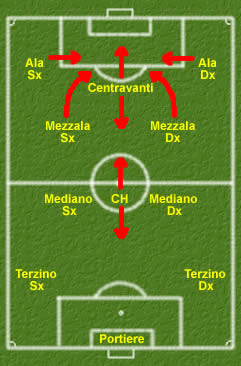 Ala Ala
Sx Dx
Centravanti
Mezzala Mezzala
Sx Dx
Mediano CH Mediano
Sx Dx
Terzino Terzino
Sx Dx
Portiere